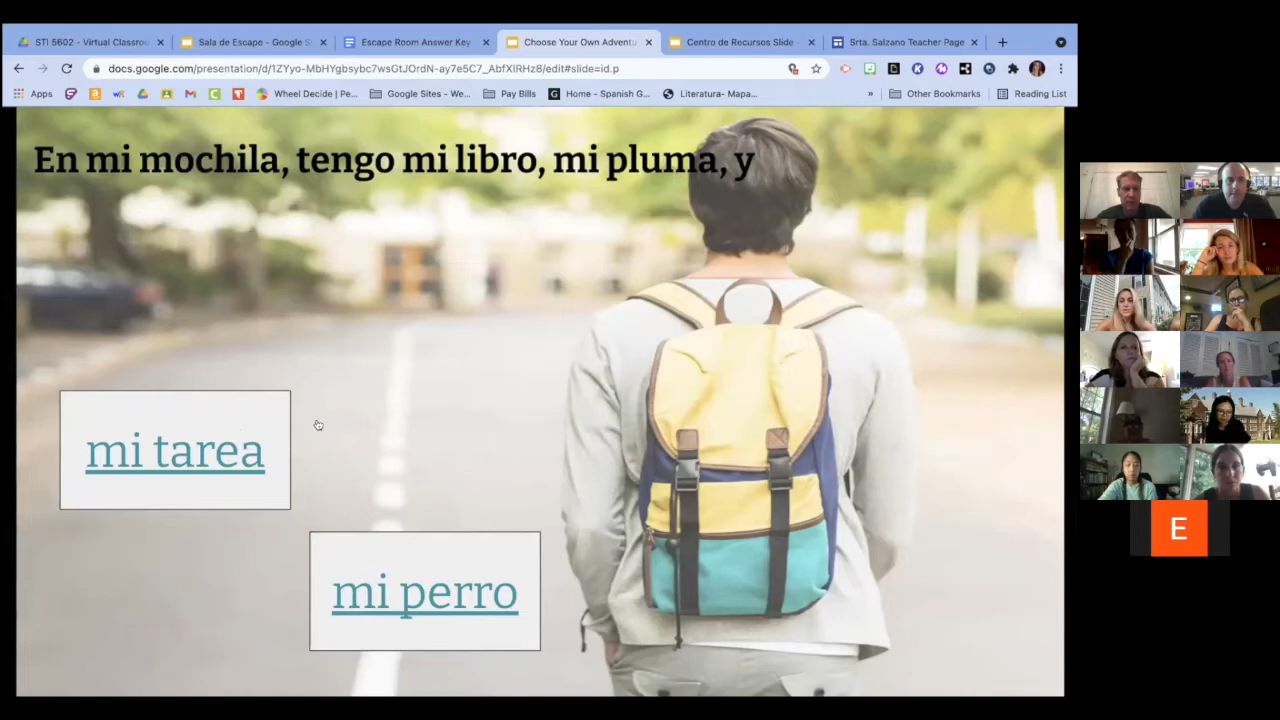 STI 5602 - Virtual Classroo
Sala de Escape - Google S
Escape Room Answer Key
Choose Your Own Adventu
Centro de Recursos Slide -
Srta. Salzano Teacher Page
docs.google.com/presentation/d/1ZYyo-MbHYgbsybc7wsGtJOrdN-ay7e5C7_AbfXIRHz8/edit#slide=id.p
Apps
Wheel Decide | Pe...
Google Sites - We...
Pay Bills
Home - Spanish G...
Literatura- Mapa...
»
Other Bookmarks
Reading List
En mi mochila, tengo mi libro, mi pluma, y
mi tarea
mi perro
E